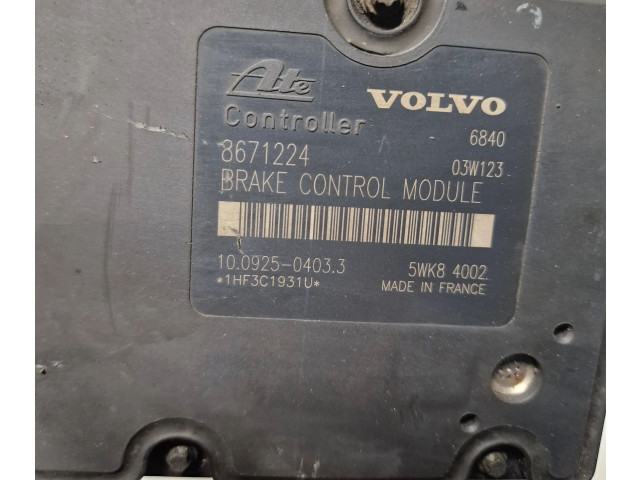 Ate VOLVO
Controller 6840
8671224 03W123
BRAKE CONTROL MODULE
10.0925-0403.3 5WK8 4002
*1HF3C1931U* MADE IN FRANCE